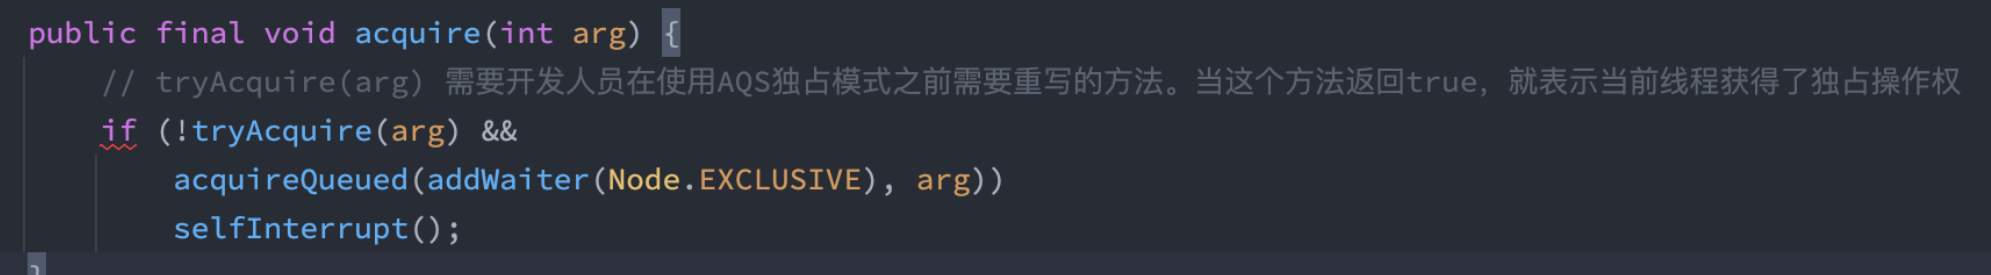 public final void acquire(int arg) {
// tryAcquire(arg) 需要开发人员在使用AQS独占模式之前需要重写的方法。当这个方法返回true，就表示当前线程获得了独占操作权
if (!tryAcquire(arg) &&
acquireQueued(addWaiter(Node.EXCLUSIVE), arg))
selfInterrupt();
}